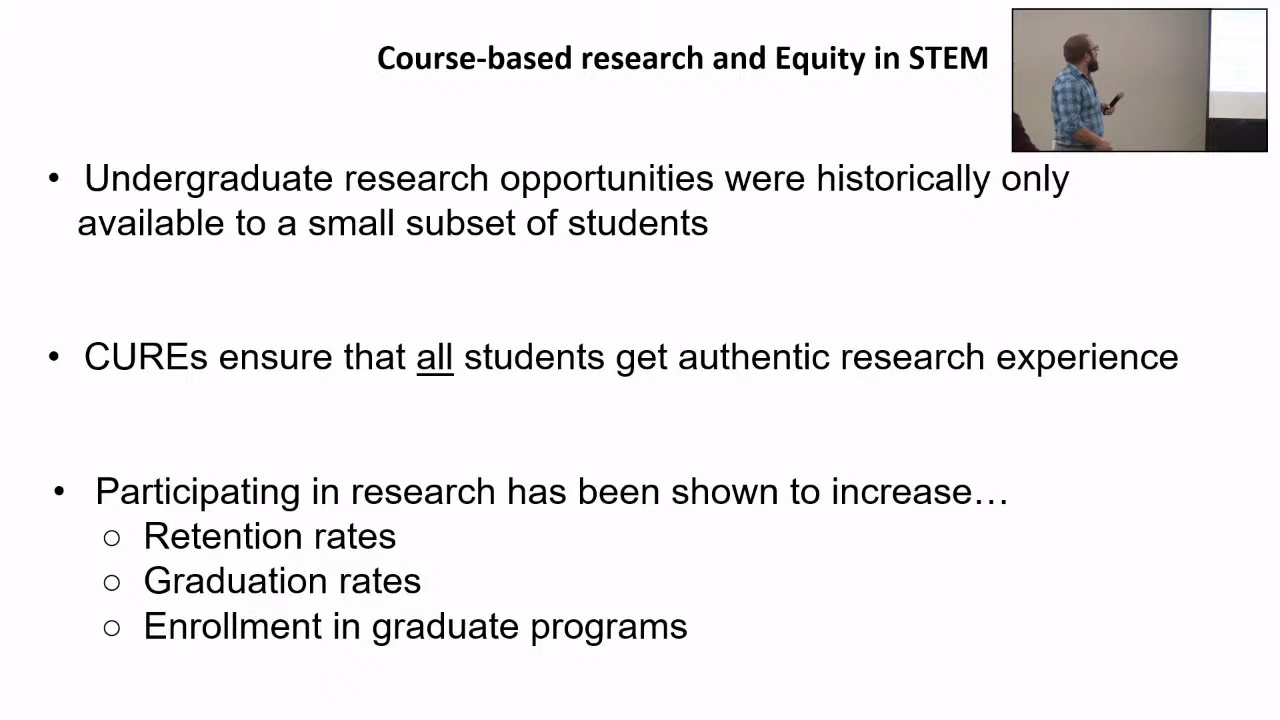 Course-based research and Equity in STEM
• Undergraduate research opportunities were historically only
available to a small subset of students
• CUREs ensure that all students get authentic research experience
• Participating in research has been shown to increase…
○ Retention rates
○ Graduation rates
○ Enrollment in graduate programs